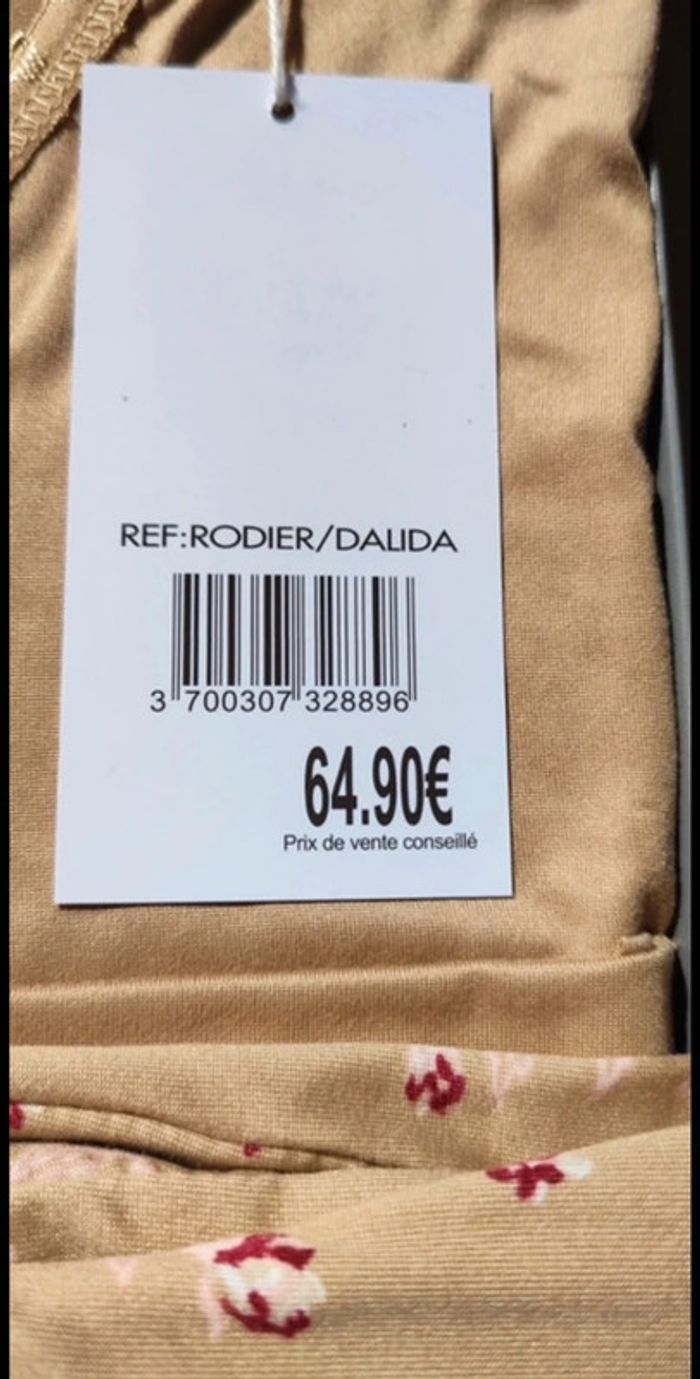 REF:RODIER/DALIDA
3 700307 328896
64.90€
Prix de vente conseillé